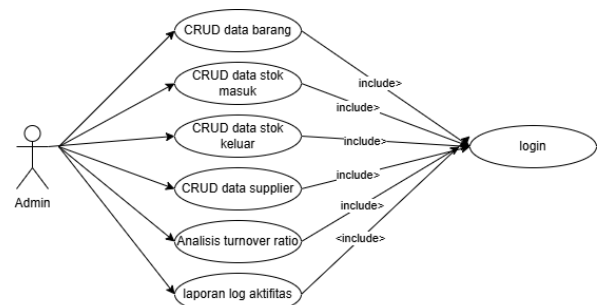 CRUD data barang
include>
CRUD data stok
masuk
include>
CRUD data stok
keluar
include>
login
Admin
CRUD data supplier
include>
Analisis turnover ratio
include>
<include>
laporan log aktifitas